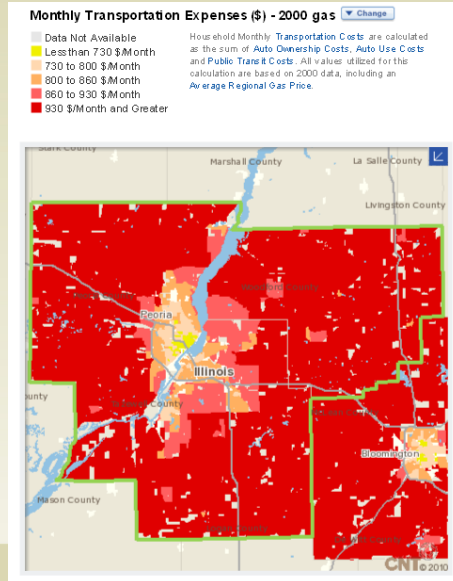 Monthly Transportation Expenses ($) - 2000 gas
▼ Change
Data Not Available
Lessthan 730 $/Month
730 to 800 $/Month
800 to 860 $/Month
860 to 930 $/Month
930 $/Month and Greater
Household Monthly Transportation Costs are calculated
as the sum of Auto Ownership Costs, Auto Use Costs
and Public Transit Costs. All values utilized for this
calculation are based on 2000 data, including an
Average Regional Gas Price.
Stark County
Marshall County
La Salle County
Livingston County
Peoria
Illinois
County
unty
Bloomington
Mason County
CNT © 2010